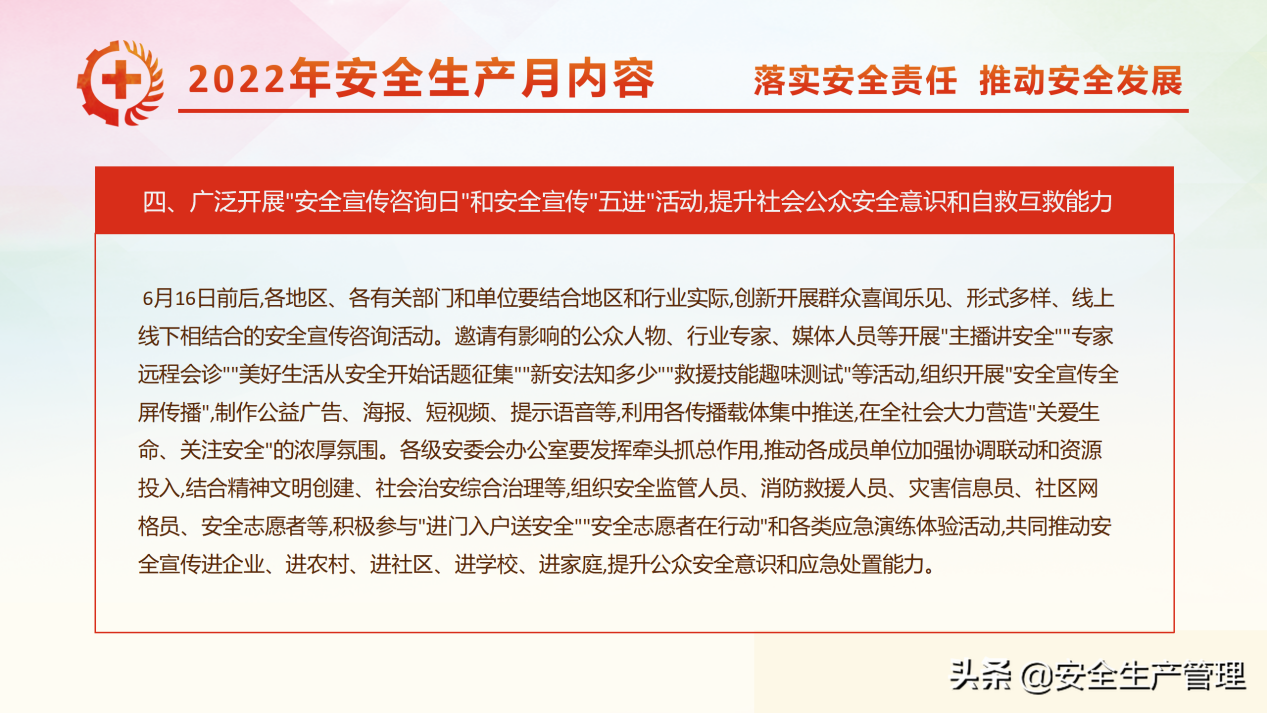 2022年安全生产月内容
落实安全责任 推动安全发展
四、广泛开展"安全宣传咨询日"和安全宣传"五进"活动,提升社会公众安全意识和自救互救能力
6月16日前后,各地区、各有关部门和单位要结合地区和行业实际,创新开展群众喜闻乐见、形式多样、线上
线下相结合的安全宣传咨询活动。邀请有影响的公众人物、行业专家、媒体人员等开展"主播讲安全""专家
远程会诊""美好生活从安全开始话题征集""新安法知多少""救援技能趣味测试"等活动,组织开展"安全宣传全
屏传播",制作公益广告、海报、短视频、提示语音等,利用各传播载体集中推送,在全社会大力营造"关爱生
命、关注安全"的浓厚氛围。各级安委会办公室要发挥牵头抓总作用,推动各成员单位加强协调联动和资源
投入,结合精神文明创建、社会治安综合治理等,组织安全监管人员、消防救援人员、灾害信息员、社区网
格员、安全志愿者等,积极参与"进门入户送安全""安全志愿者在行动"和各类应急演练体验活动,共同推动安
全宣传进企业、进农村、进社区、进学校、进家庭,提升公众安全意识和应急处置能力。
头条 @安全生产管理